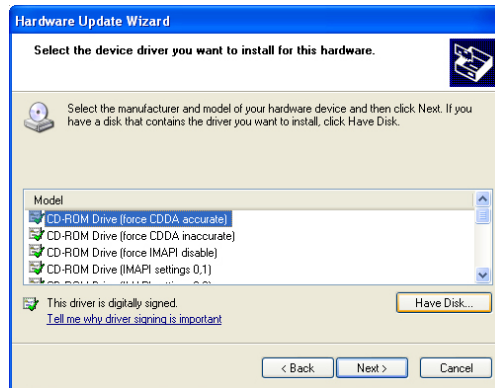 Hardware Update Wizard
Select the device driver you want to install for this hardware.
Select the manufacturer and model of your hardware device and then click Next. If you
have a disk that contains the driver you want to install, click Have Disk.
Model
CD-ROM Drive (force CDDA accurate)
CD-ROM Drive (force CDDA inaccurate)
CD-ROM Drive (force IMAPI disable)
CD-ROM Drive (IMAPI settings 0,1)
This driver is digitally signed.
Have Disk...
Tell me why driver signing is important
< Back
Next >
Cancel